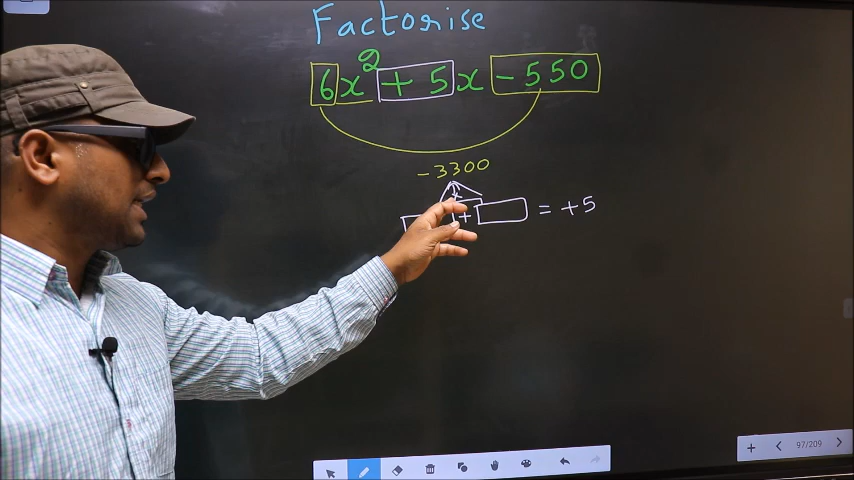 Factorise
6x² + 5x - 550
- 3300
x
+ = +5
97/209